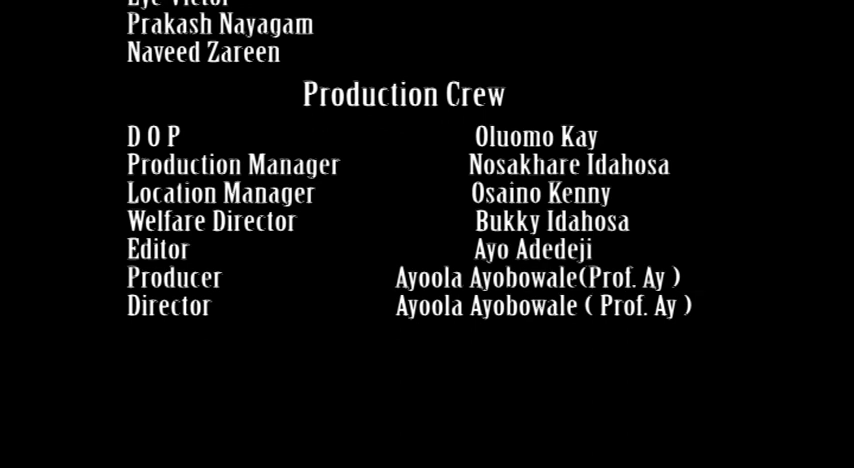 Prakash Nayagam
Naveed Zareen
Production Crew
D O P Oluomo Kay
Production Manager Nosakhare Idahosa
Location Manager Osaino Kenny
Welfare Director Bukky Idahosa
Editor Ayo Adedeji
Producer Ayoola Ayobowale(Prof. Ay )
Director Ayoola Ayobowale ( Prof. Ay )